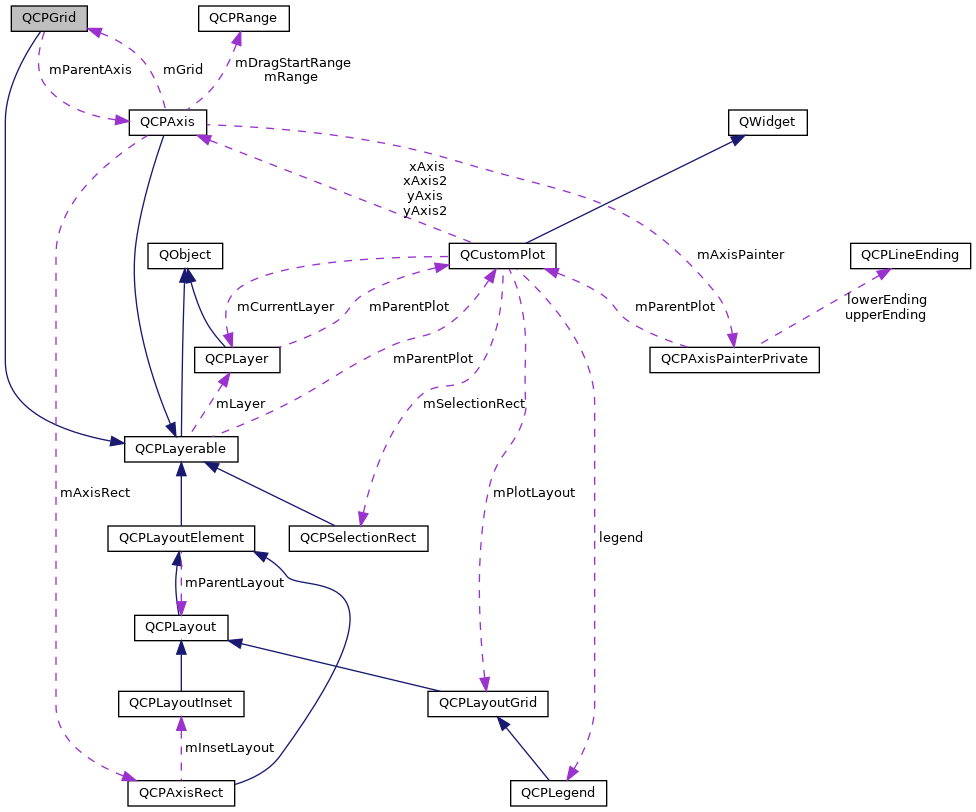 QCPGrid
QCPRange
mParentAxis
mGrid
mDragStartRange
mRange
QCPAxis
QWidget
xAxis
xAxis2
yAxis
yAxis2
QObject
QCustomPlot
mAxisPainter
QCPLineEnding
mCurrentLayer
mParentPlot
mParentPlot
lowerEnding
upperEnding
QCPLayer
mParentPlot
QCPAxisPainterPrivate
mLayer
mSelectionRect
QCPLayerable
mAxisRect
mPlotLayout
QCPLayoutElement
QCPSelectionRect
legend
mParentLayout
QCPLayout
QCPLayoutInset
QCPLayoutGrid
mInsetLayout
QCPAxisRect
QCPLegend